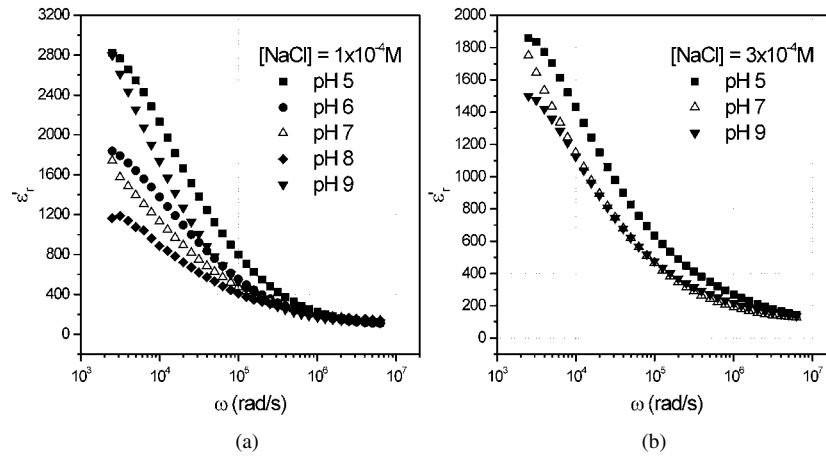 3200
2800
2400
2000
1600
1200
800
400
0
ε'r
[NaCl] = 1x10⁻⁴M
pH 5
pH 6
pH 7
pH 8
pH 9
10³ 10⁴ 10⁵ 10⁶ 10⁷
ω (rad/s)
(a)
2000
1800
1600
1400
1200
1000
800
600
400
200
0
ε'r
[NaCl] = 3x10⁻⁴M
pH 5
pH 7
pH 9
10³ 10⁴ 10⁵ 10⁶ 10⁷
ω (rad/s)
(b)